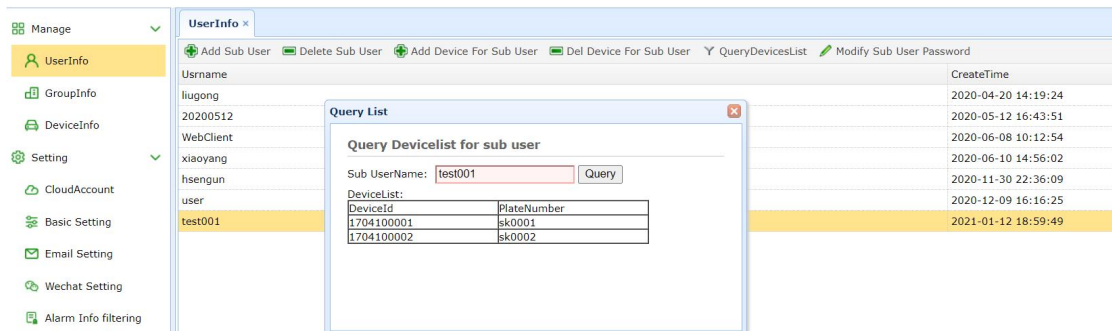 Manage
UserInfo
GroupInfo
DeviceInfo
Setting
CloudAccount
Basic Setting
Email Setting
Wechat Setting
Alarm Info filtering
UserInfo ×
Add Sub User Delete Sub User Add Device For Sub User Del Device For Sub User QueryDevicesList Modify Sub User Password
Usrname CreateTime
liugong 2020-04-20 14:19:24
20200512 2020-05-12 16:43:51
WebClient 2020-06-08 10:12:54
xiaoyang 2020-06-10 14:56:02
hsengun 2020-11-30 22:36:09
user 2020-12-09 16:16:25
test001 2021-01-12 18:59:49
Query List
Query Devicelist for sub user
Sub UserName: test001 Query
DeviceList:
DeviceId PlateNumber
1704100001 sk0001
1704100002 sk0002